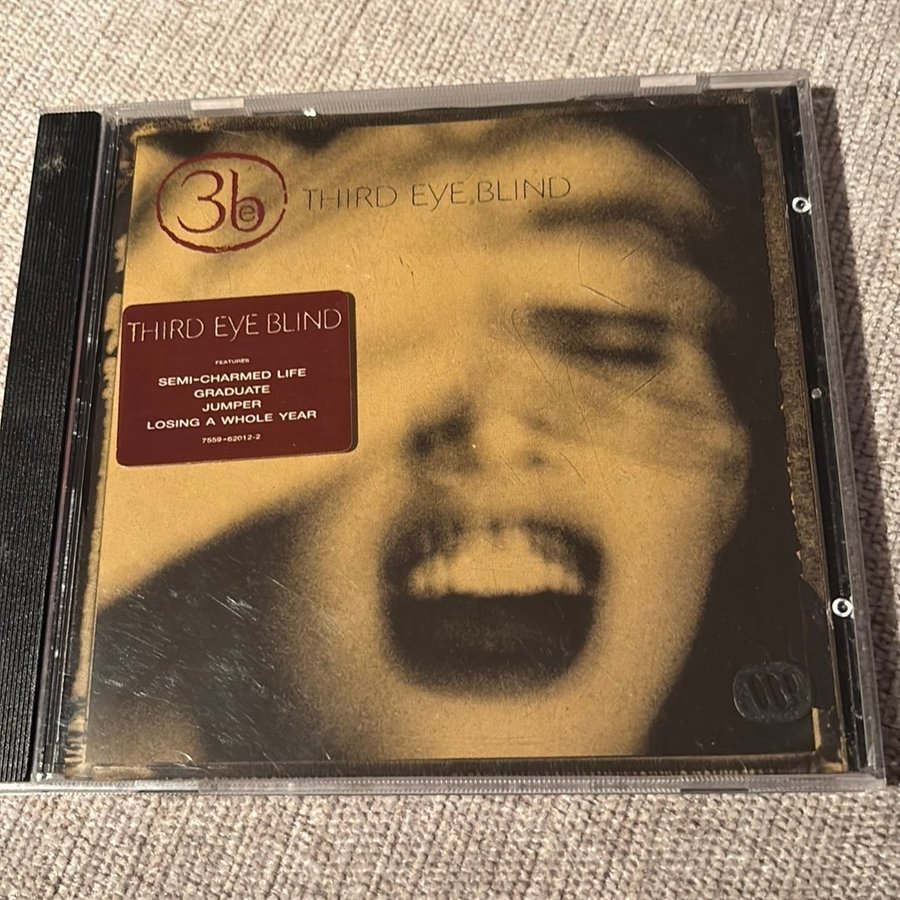 3eb THIRD EYE BLIND
THIRD EYE BLIND
FEATURES
SEMI-CHARMED LIFE
GRADUATE
JUMPER
LOSING A WHOLE YEAR
7559-62012-2